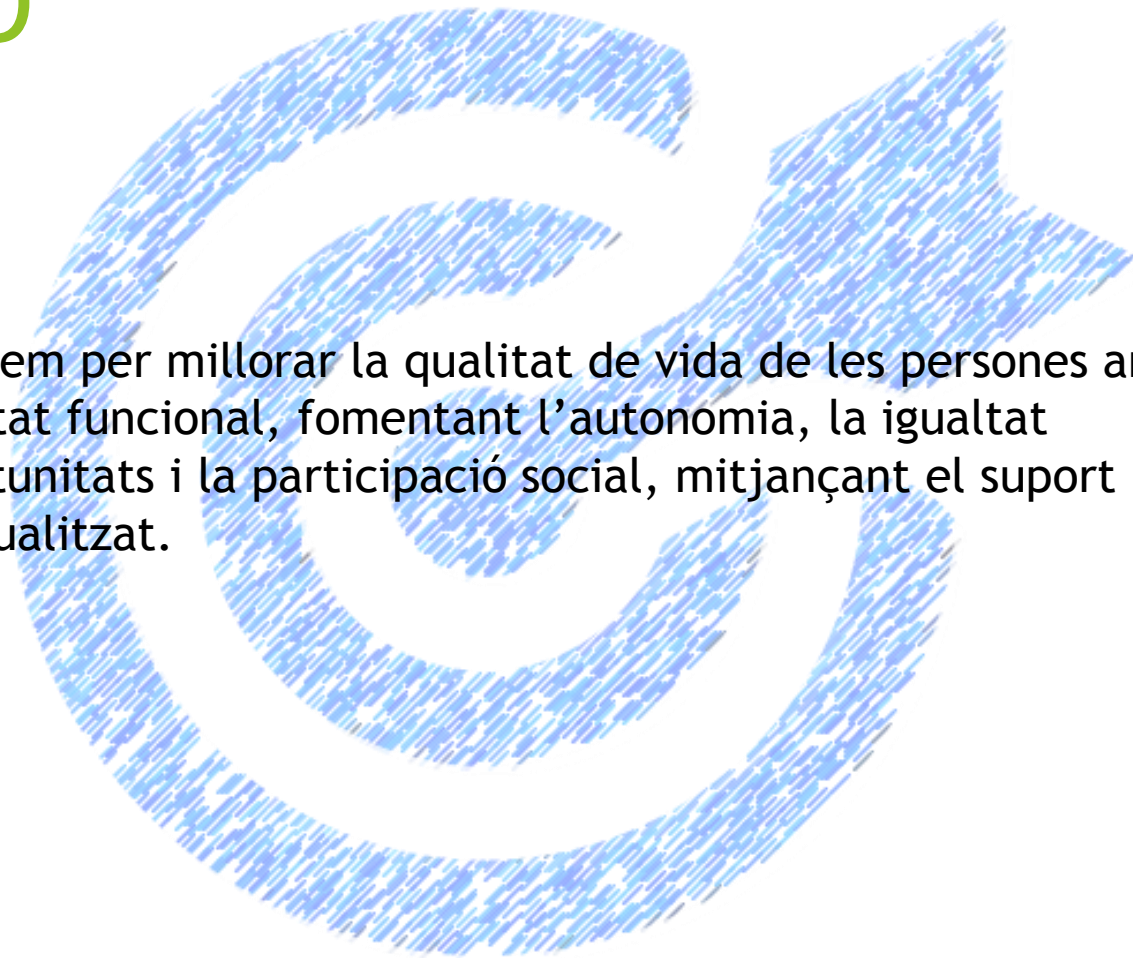 em per millorar la qualitat de vida de les persones
tat funcional, fomentant l’autonomia, la igualtat
tunitats i la participació social, mitjançant el suport
ualitzat.